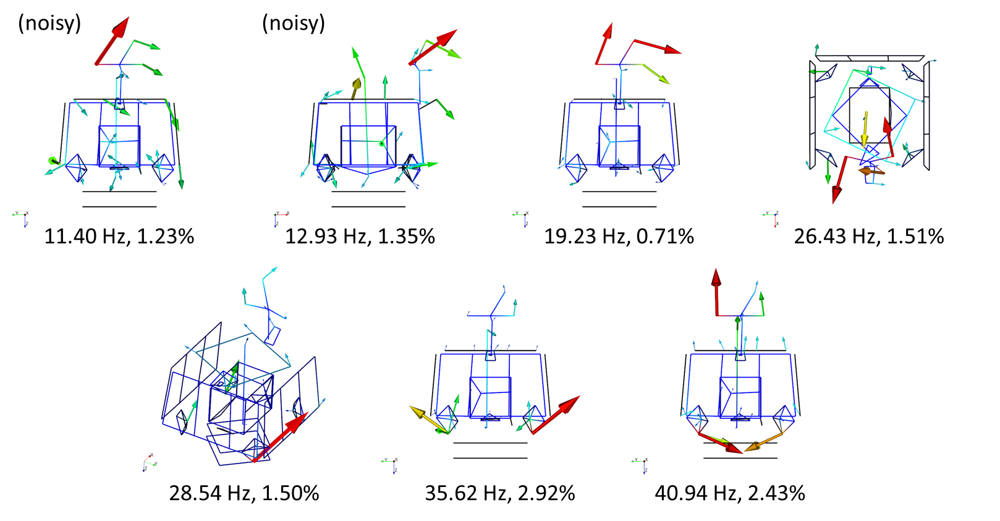 (noisy)
(noisy)
11.40 Hz, 1.23%
12.93 Hz, 1.35%
19.23 Hz, 0.71%
26.43 Hz, 1.51%
28.54 Hz, 1.50%
35.62 Hz, 2.92%
40.94 Hz, 2.43%